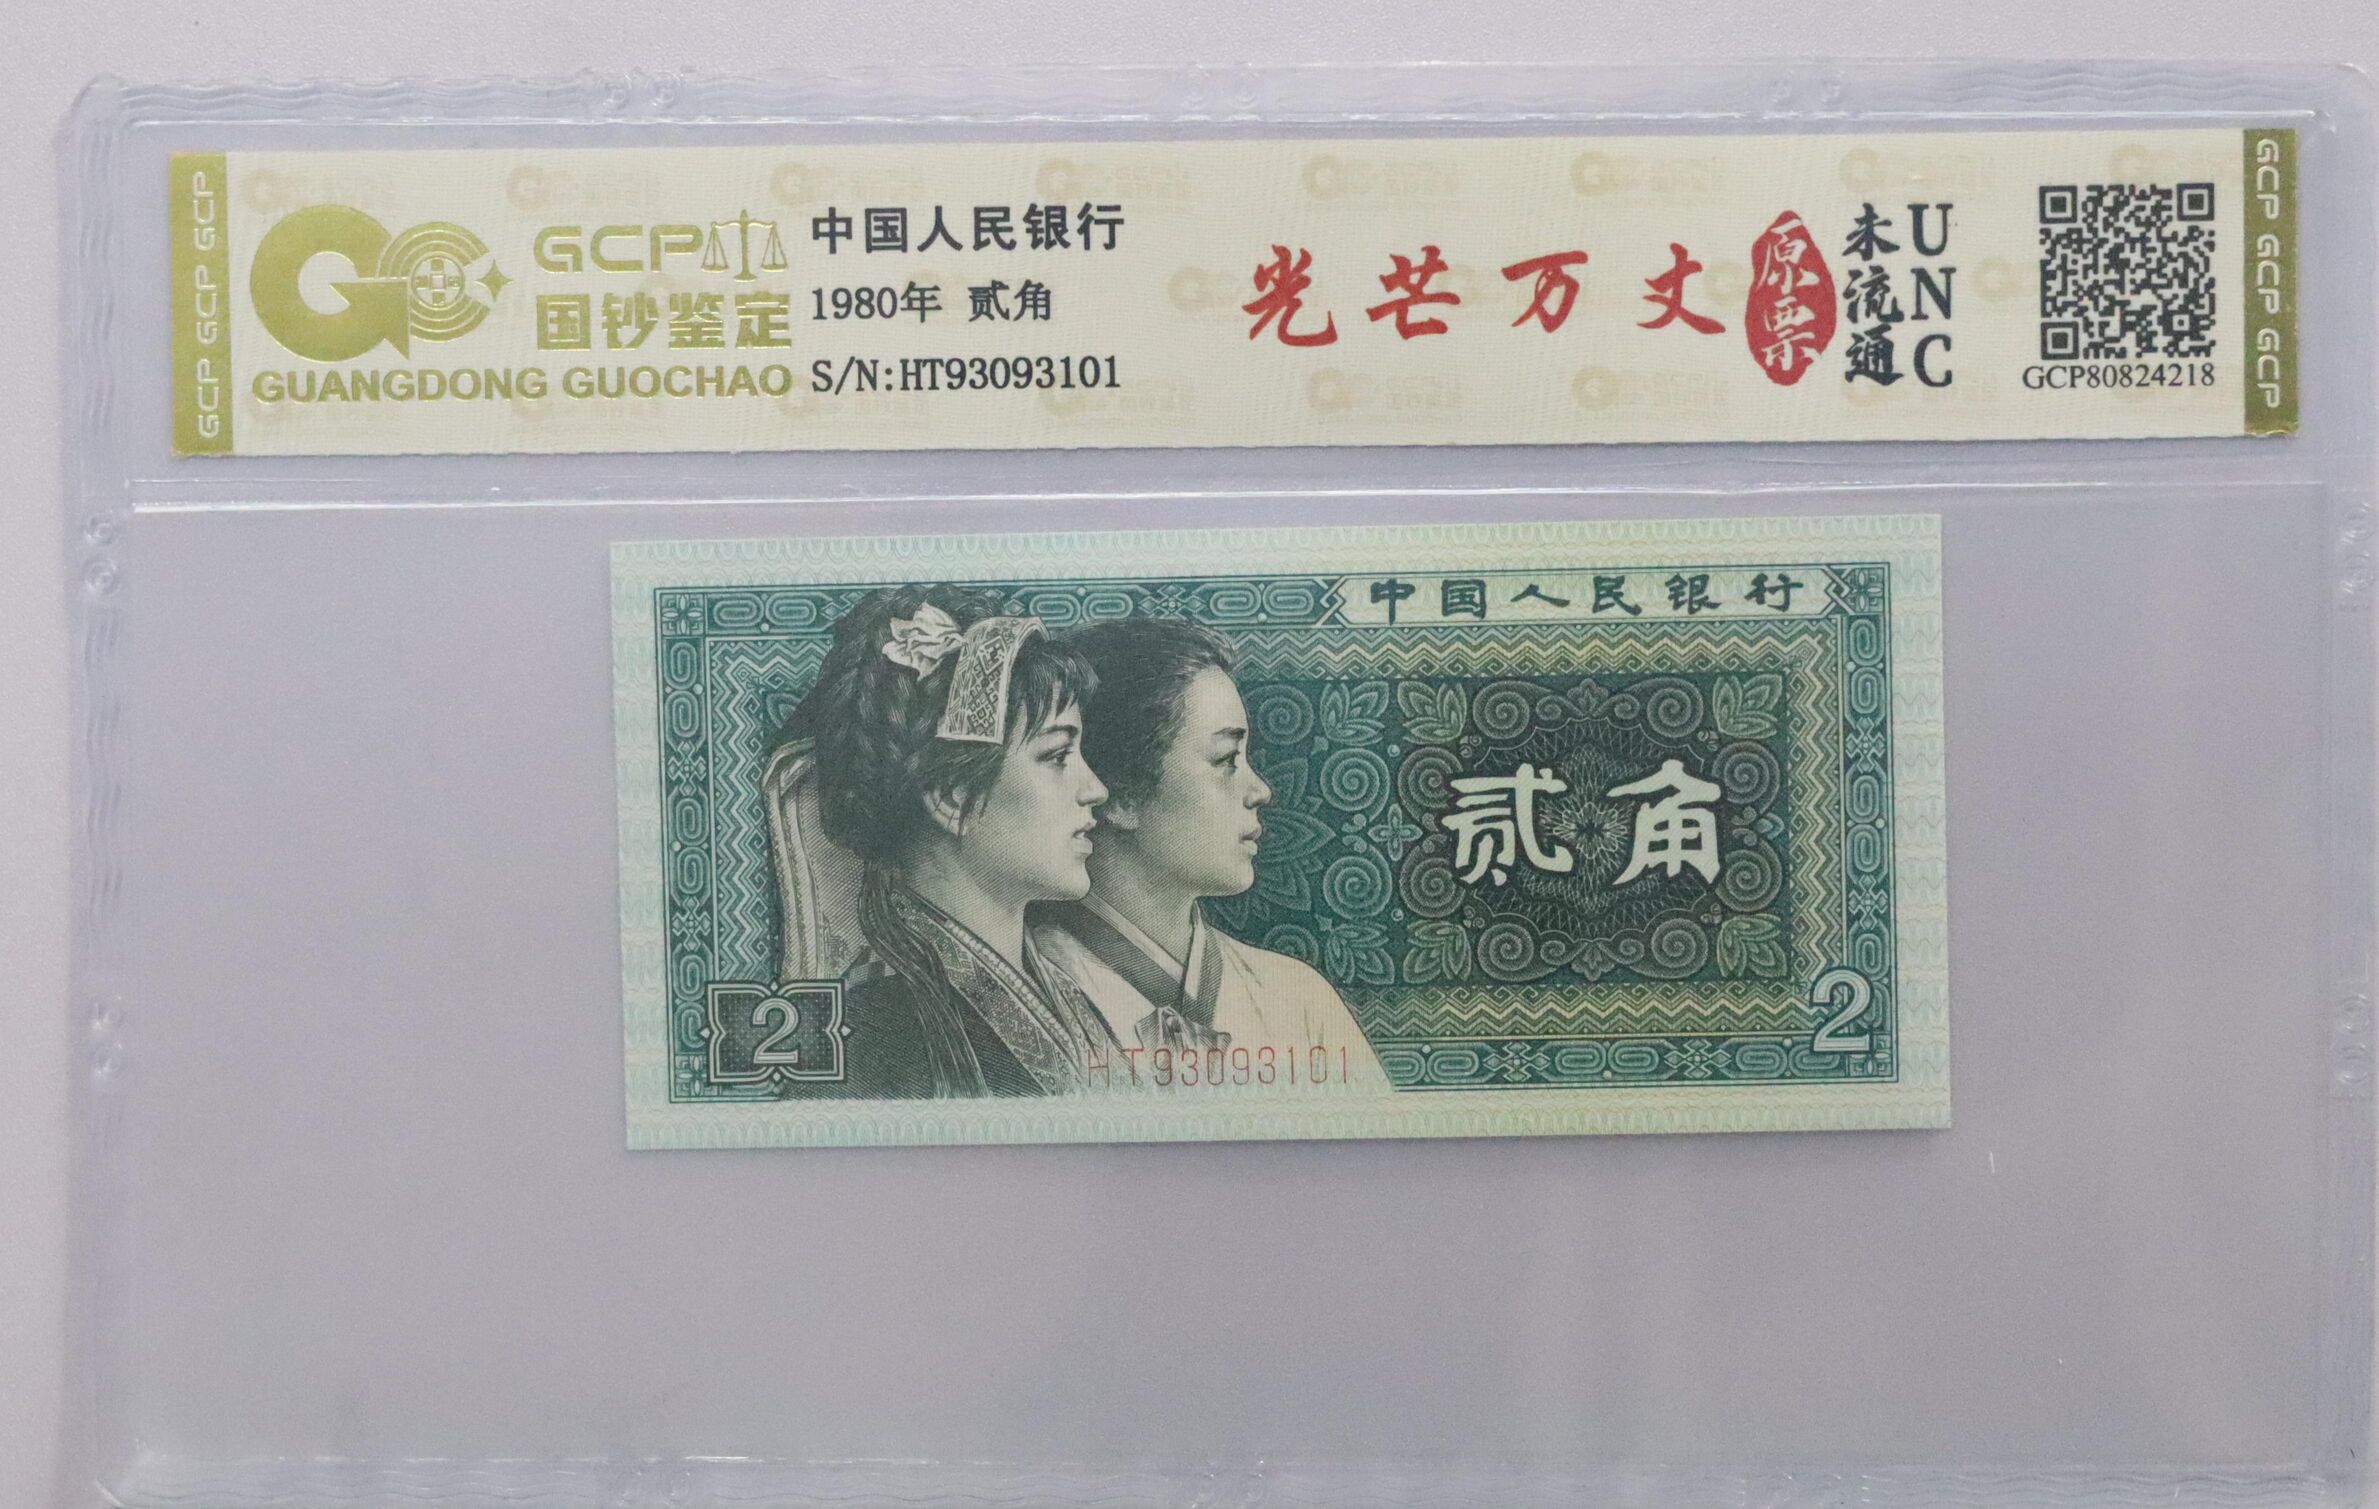 GCP GCP GCP
GCP
国钞鉴定
GUANGDONG GUOCHAO
中国人民银行
1980年 贰角
S/N:HT93093101
光芒万丈
原票
未流通
UNC
GCP80824218
GCP GCP GCP
中国人民银行
贰角
2
2
HT93093101